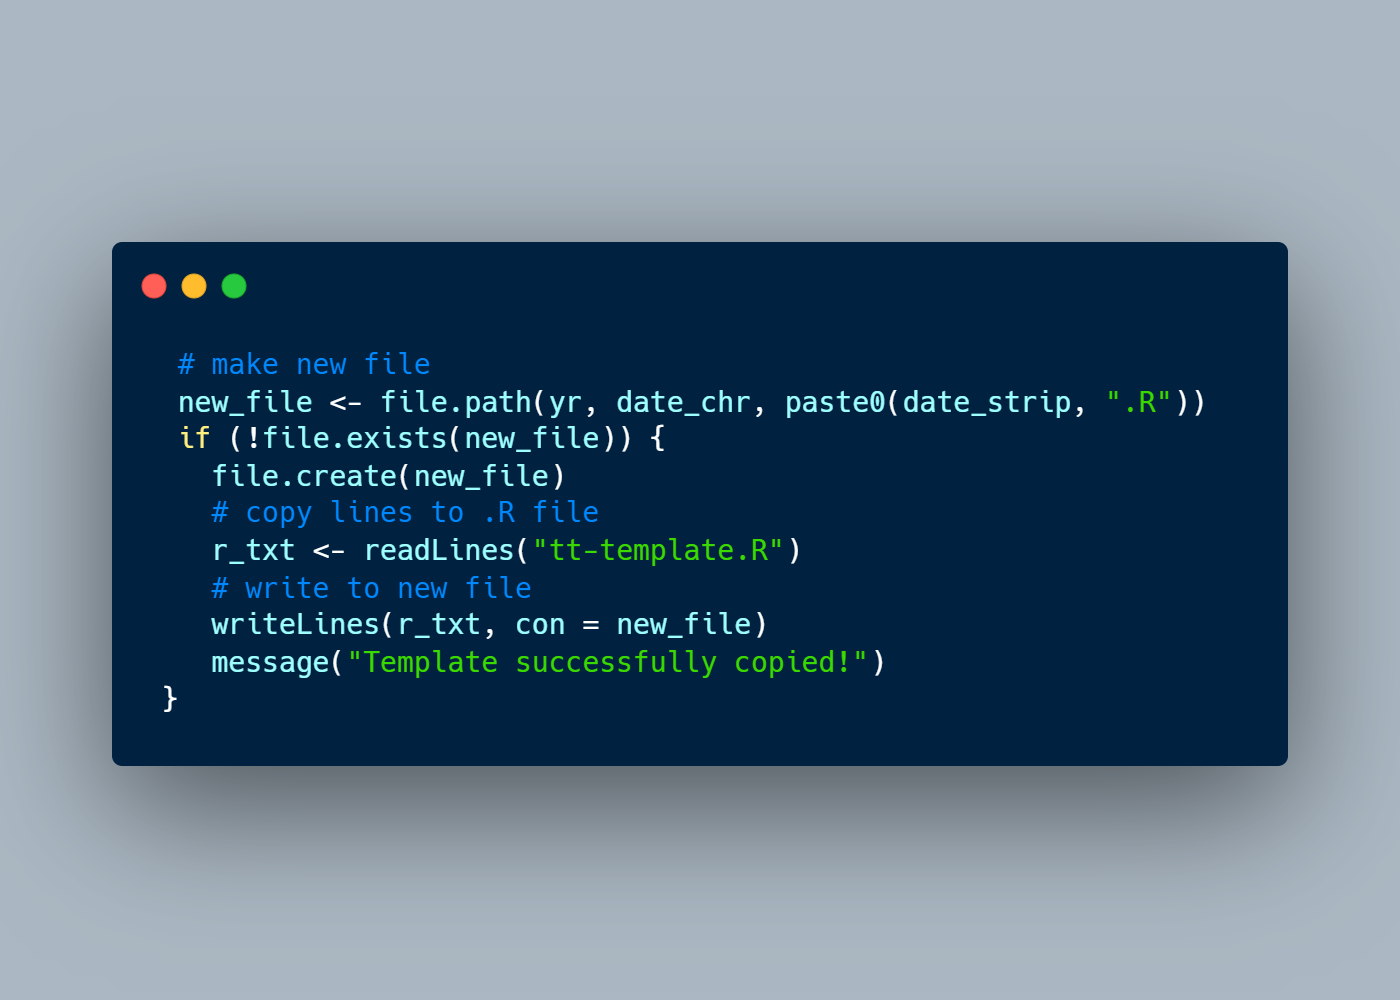 # make new file
new_file <- file.path(yr, date_chr, paste0(date_strip, ".R"))
if (!file.exists(new_file)) {
  file.create(new_file)
  # copy lines to .R file
  r_txt <- readLines("tt-template.R")
  # write to new file
  writeLines(r_txt, con = new_file)
  message("Template successfully copied!")
}